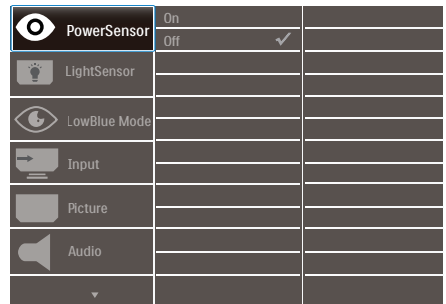 PowerSensor
On
Off
LightSensor
LowBlue Mode
Input
Picture
Audio